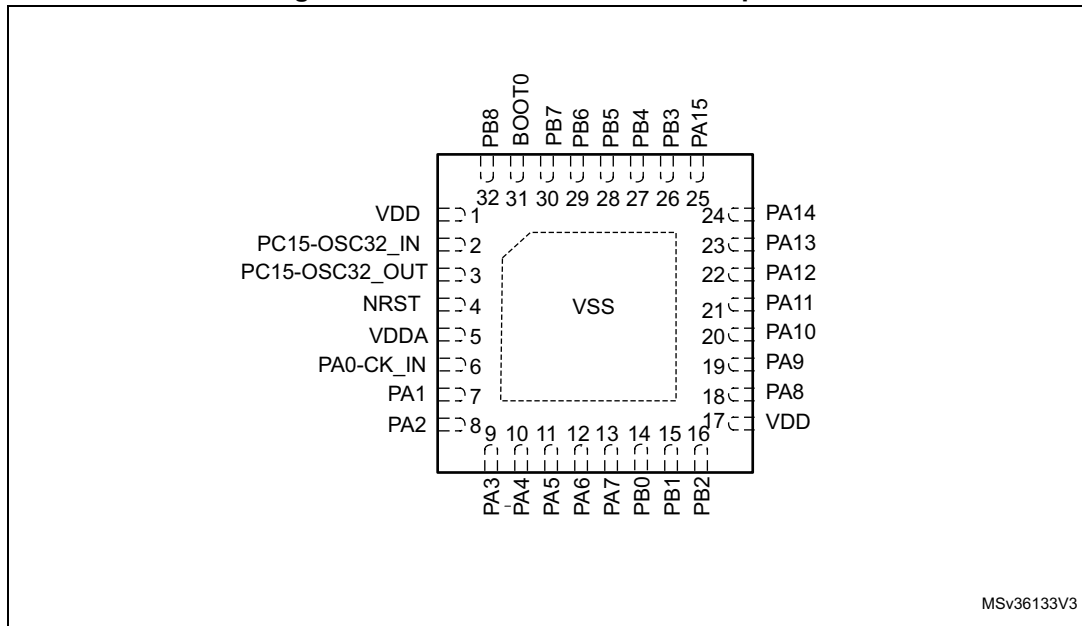 PB8
BOOT0
PB7
PB6
PB5
PB4
PB3
PA15
32 31 30 29 28 27 26 25
VDD 1
PC15-OSC32_IN 2
PC15-OSC32_OUT 3
NRST 4
VDDA 5
PA0-CK_IN 6
PA1 7
PA2 8
VSS
24 PA14
23 PA13
22 PA12
21 PA11
20 PA10
19 PA9
18 PA8
17 VDD
9 10 11 12 13 14 15 16
PA3
PA4
PA5
PA6
PA7
PB0
PB1
PB2
MSv36133V3